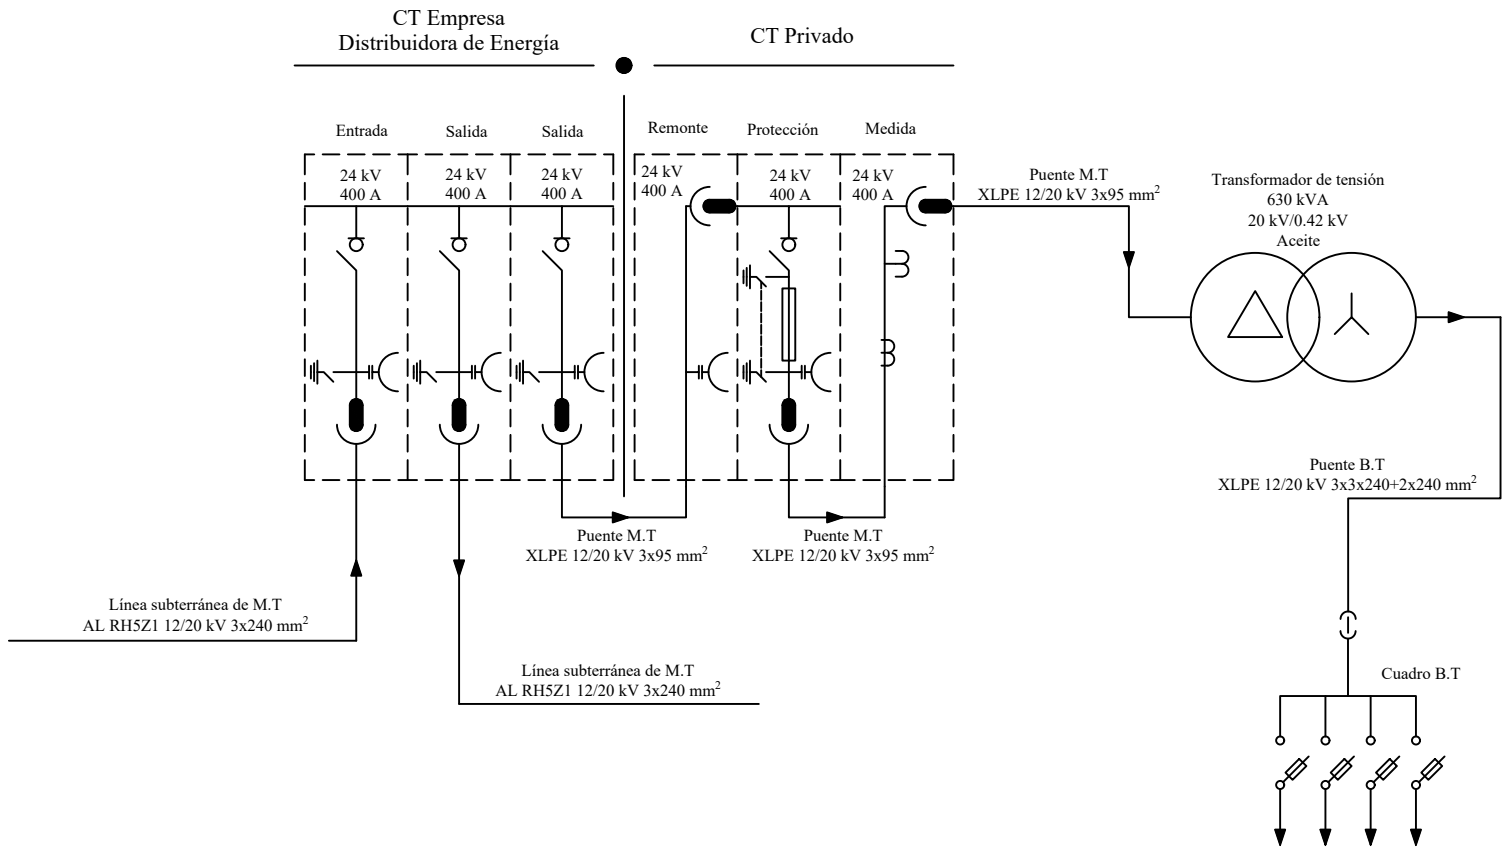 CT Empresa
Distribuidora de Energía
CT Privado
Entrada
Salida
Salida
Remonte
Protección
Medida
24 kV
400 A
24 kV
400 A
24 kV
400 A
24 kV
400 A
24 kV
400 A
24 kV
400 A
Puente M.T
XLPE 12/20 kV 3x95 mm²
Transformador de tensión
630 kVA
20 kV/0.42 kV
Aceite
Puente B.T
XLPE 12/20 kV 3x3x240+2x240 mm²
Puente M.T
XLPE 12/20 kV 3x95 mm²
Puente M.T
XLPE 12/20 kV 3x95 mm²
Línea subterránea de M.T
AL RH5Z1 12/20 kV 3x240 mm²
Línea subterránea de M.T
AL RH5Z1 12/20 kV 3x240 mm²
Cuadro B.T